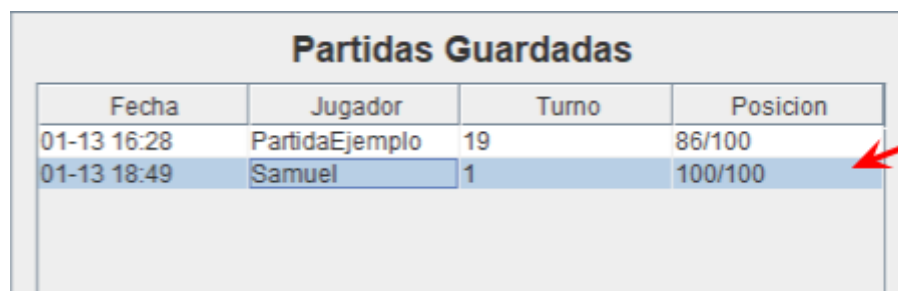 Partidas Guardadas
Fecha Jugador Turno Posicion
01-13 16:28 PartidaEjemplo 19 86/100
01-13 18:49 Samuel 1 100/100